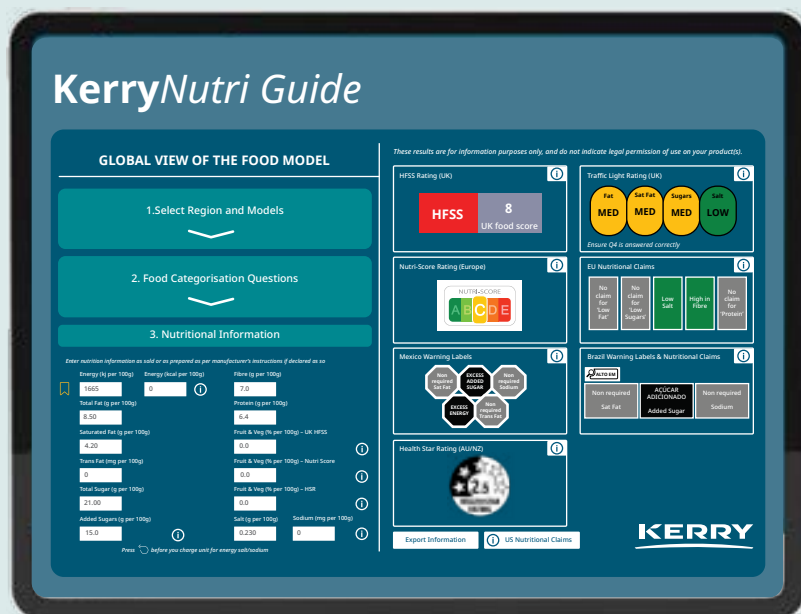 KerryNutri Guide
GLOBAL VIEW OF THE FOOD MODEL
1.Select Region and Models
2. Food Categorisation Questions
3. Nutritional Information
Enter nutrition information as sold or as prepared as per manufacturer's instructions if declared as so
Energy (kj per 100g) Energy (kcal per 100g) Fibre (g per 100g)
1665 0 7.0
Total Fat (g per 100g) Protein (g per 100g)
8.50 6.4
Saturated Fat (g per 100g) Fruit & Veg (% per 100g) – UK HFSS
4.20 0.0
Trans Fat (mg per 100g) Fruit & Veg (% per 100g) – Nutri Score
0 0.0
Total Sugar (g per 100g) Fruit & Veg (% per 100g) – HSR
21.00 0.0
Added Sugars (g per 100g) Salt (g per 100g) Sodium (mg per 100g)
15.0 0.230 0
Press before you charge unit for energy salt/sodium
These results are for information purposes only, and do not indicate legal permission of use on your product(s).
HFSS Rating (UK)
HFSS
8
UK food score
Traffic Light Rating (UK)
Fat Sat Fat Sugars Salt
MED MED MED LOW
Ensure Q4 is answered correctly
Nutri-Score Rating (Europe)
NUTRI-SCORE
A B C D E
EU Nutritional Claims
No claim for 'Low Fat'
No claim for 'Low Sugars'
Low Salt
High in Fibre
No claim for 'Protein'
Mexico Warning Labels
Non required Sat Fat
EXCESS ADDED SUGAR
Non required Sodium
EXCESS ENERGY
Non required Trans Fat
Brazil Warning Labels & Nutritional Claims
ALTO EM
Non required Sat Fat
AÇÚCAR ADICIONADO Added Sugar
Non required Sodium
Health Star Rating (AU/NZ)
2.5
Export Information
US Nutritional Claims
KERRY